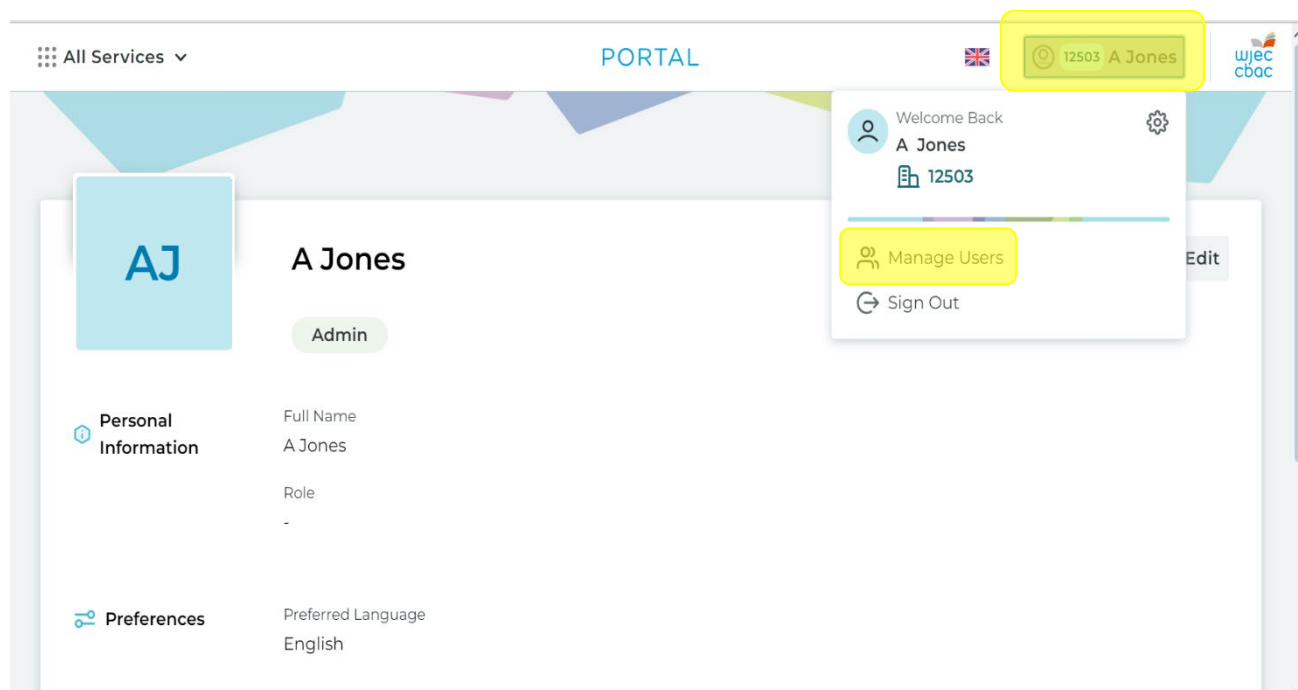 All Services
PORTAL
12503 A Jones
wjec
cbac
Welcome Back
A Jones
12503
Manage Users
Sign Out
AJ
A Jones
Edit
Admin
Personal
Information
Full Name
A Jones
Role
-
Preferences
Preferred Language
English